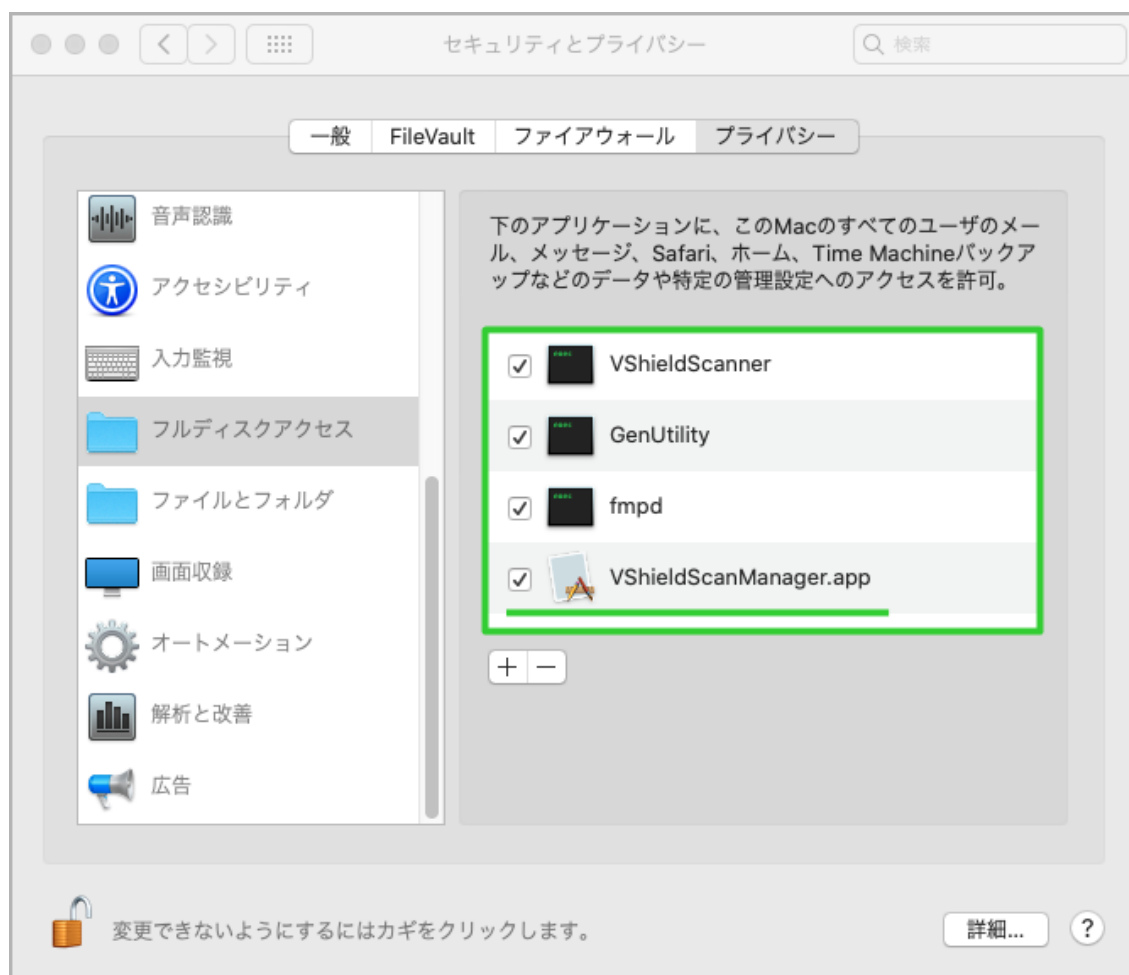 セキュリティとプライバシー
検索
一般
FileVault
ファイアウォール
プライバシー
音声認識
アクセシビリティ
入力監視
フルディスクアクセス
ファイルとフォルダ
画面収録
オートメーション
解析と改善
広告
下のアプリケーションに、このMacのすべてのユーザのメー
ル、メッセージ、Safari、ホーム、Time Machineバックア
ップなどのデータや特定の管理設定へのアクセスを許可。
VShieldScanner
GenUtility
fmpd
VShieldScanManager.app
変更できないようにするにはカギをクリックします。
詳細...
?